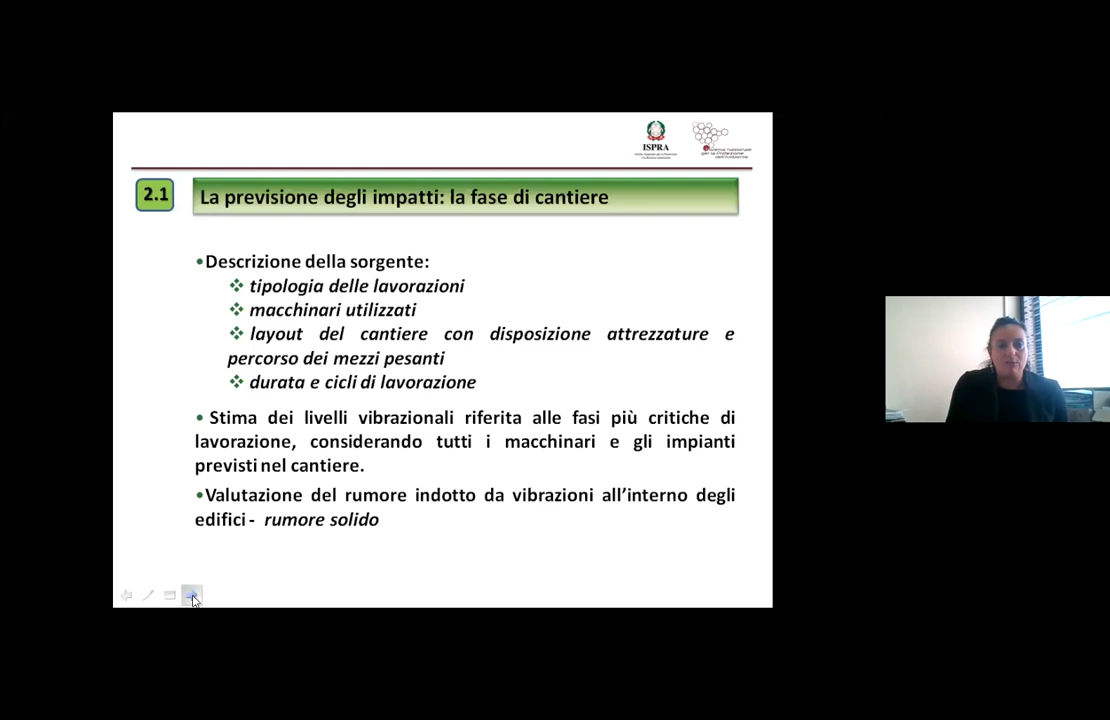 ISPRA
2.1
La previsione degli impatti: la fase di cantiere
•Descrizione della sorgente:
❖ tipologia delle lavorazioni
❖ macchinari utilizzati
❖ layout del cantiere con disposizione attrezzature e
percorso dei mezzi pesanti
❖ durata e cicli di lavorazione
• Stima dei livelli vibrazionali riferita alle fasi più critiche di
lavorazione, considerando tutti i macchinari e gli impianti
previsti nel cantiere.
•Valutazione del rumore indotto da vibrazioni all’interno degli
edifici - rumore solido